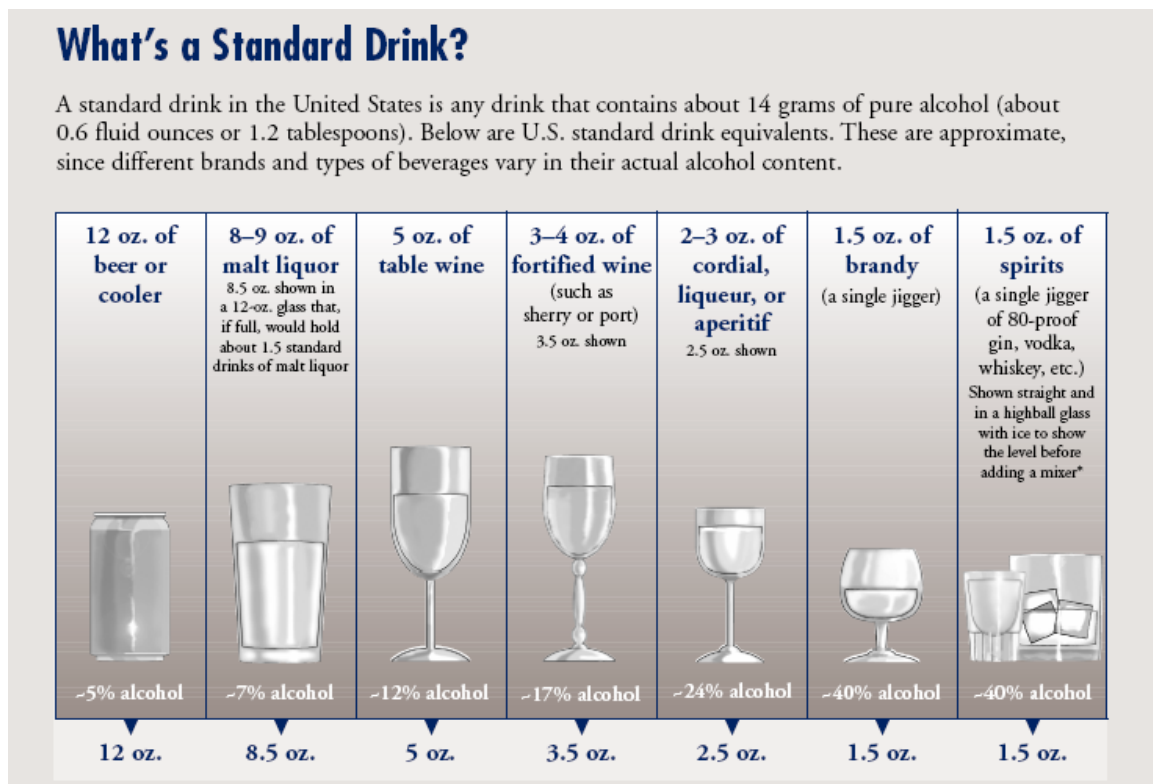 What's a Standard Drink?
A standard drink in the United States is any drink that contains about 14 grams of pure alcohol (about
0.6 fluid ounces or 1.2 tablespoons). Below are U.S. standard drink equivalents. These are approximate,
since different brands and types of beverages vary in their actual alcohol content.
12 oz. of
beer or
cooler
8–9 oz. of
malt liquor
8.5 oz. shown in
a 12-oz. glass that,
if full, would hold
about 1.5 standard
drinks of malt liquor
5 oz. of
table wine
3–4 oz. of
fortified wine
(such as
sherry or port)
3.5 oz. shown
2–3 oz. of
cordial,
liqueur, or
aperitif
2.5 oz. shown
1.5 oz. of
brandy
(a single jigger)
1.5 oz. of
spirits
(a single jigger
of 80-proof
gin, vodka,
whiskey, etc.)
Shown straight and
in a highball glass
with ice to show
the level before
adding a mixer*
~5% alcohol
~7% alcohol
~12% alcohol
~17% alcohol
~24% alcohol
~40% alcohol
~40% alcohol
12 oz.
8.5 oz.
5 oz.
3.5 oz.
2.5 oz.
1.5 oz.
1.5 oz.